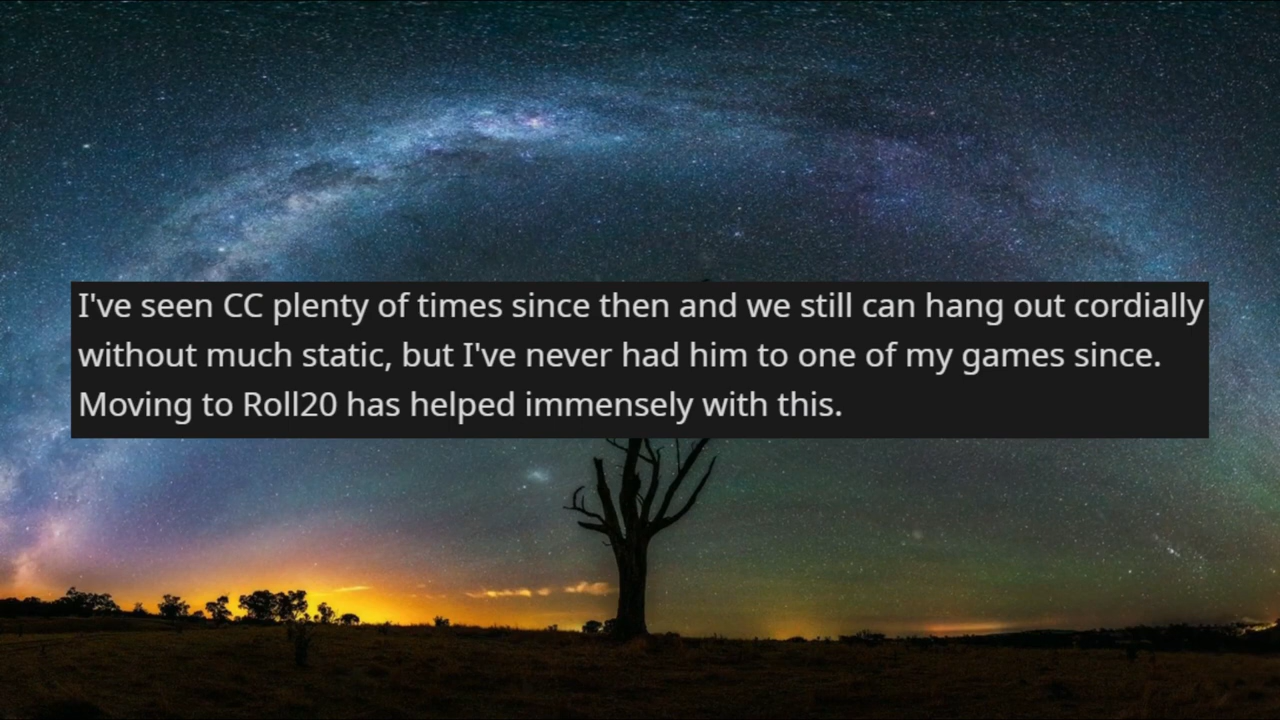 I've seen CC plenty of times since then and we still can hang out cordially
without much static, but I've never had him to one of my games since.
Moving to Roll20 has helped immensely with this.